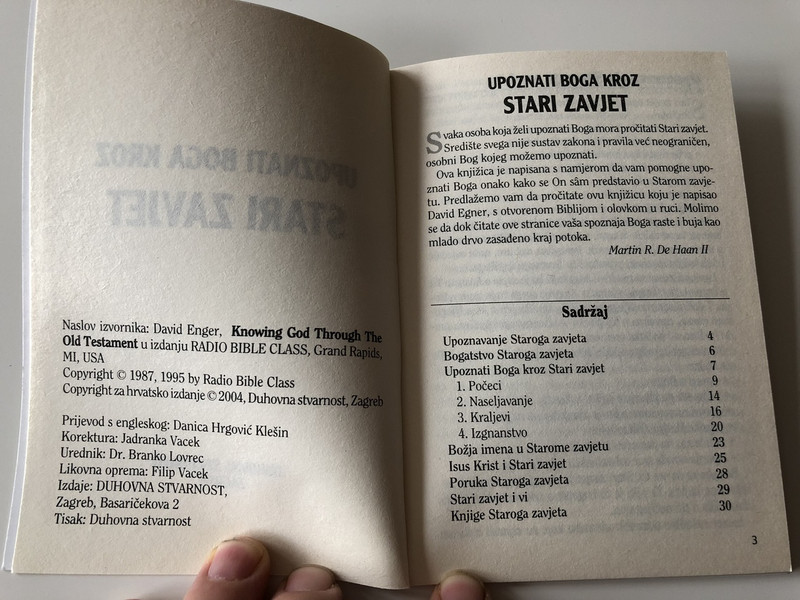 Naslov izvornika: David Enger, Knowing God Through The
Old Testament u izdanju RADIO BIBLE CLASS, Grand Rapids,
MI, USA
Copyright © 1987, 1995 by Radio Bible Class
Copyright za hrvatsko izdanje © 2004, Duhovna stvarnost, Zagreb
Prijevod s engleskog: Danica Hrgović Klešin
Korektura: Jadranka Vacek
Urednik: Dr. Branko Lovrec
Likovna oprema: Filip Vacek
Izdaje: DUHOVNA STVARNOST,
Zagreb, Basaričekova 2
Tisak: Duhovna stvarnost
UPOZNATI BOGA KROZ
STARI ZAVJET
Svaka osoba koja želi upoznati Boga mora pročitati Stari zavjet.
Središte svega nije sustav zakona i pravila već neograničen,
osobni Bog kojeg možemo upoznati.
Ova knjižica je napisana s namjerom da vam pomogne upo-
znati Boga onako kako se On sâm predstavio u Starom zavje-
tu. Predlažemo vam da pročitate ovu knjižicu koju je napisao
David Egner, s otvorenom Biblijom i olovkom u ruci. Molimo
se da dok čitate ove stranice vaša spoznaja Boga raste i buja kao
mlado drvo zasađeno kraj potoka.
Martin R. De Haan II
Sadržaj
Upoznavanje Staroga zavjeta 4
Bogatstvo Staroga zavjeta 6
Upoznati Boga kroz Stari zavjet 7
1. Počeci 9
2. Naseljavanje 14
3. Kraljevi 16
4. Izgnanstvo 20
Božja imena u Starome zavjetu 23
Isus Krist i Stari zavjet 25
Poruka Staroga zavjeta 28
Stari zavjet i vi 29
Knjige Staroga zavjeta 30
3